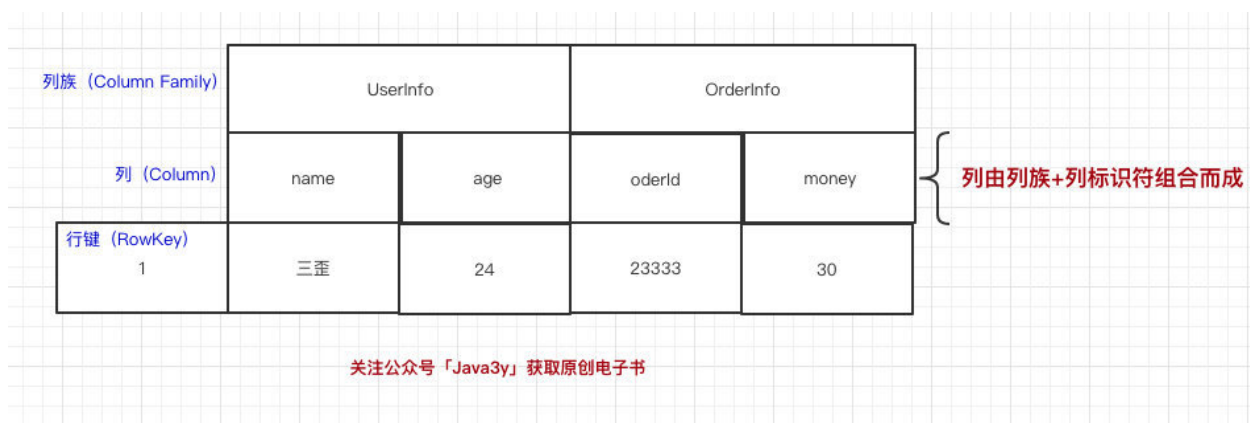 列族（Column Family）
UserInfo
OrderInfo
列（Column）
name
age
oderId
money
列由列族+列标识符组合而成
行键（RowKey）
1
三歪
24
23333
30
关注公众号「Java3y」获取原创电子书